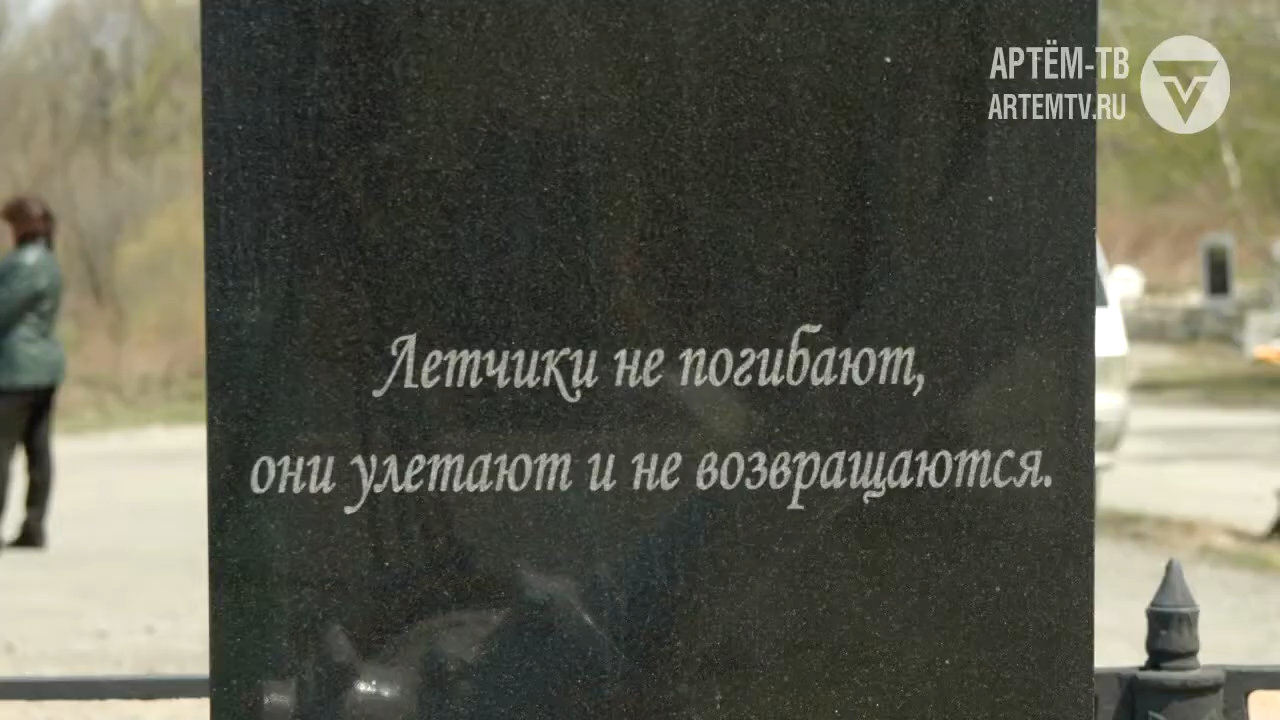 АРТЁМ-ТВ
ARTEMTV.RU
Летчики не погибают,
они улетают и не возвращаются.